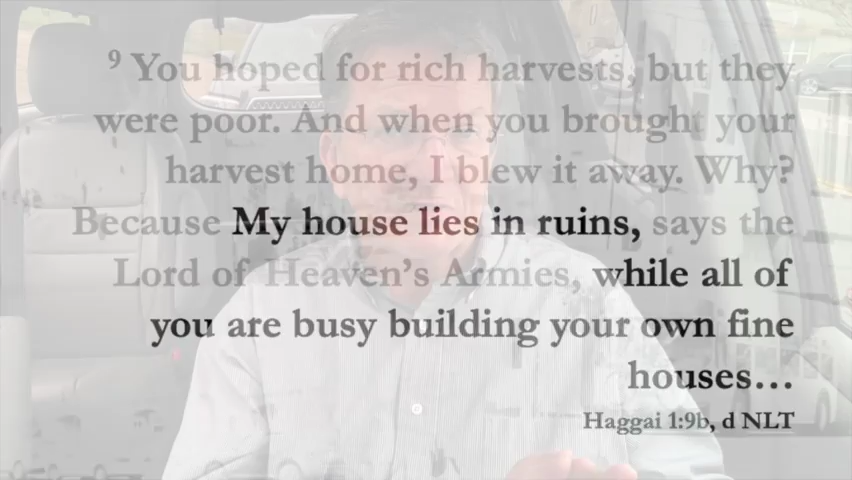 ⁹ You hoped for rich harvests, but they
were poor. And when you brought your
harvest home, I blew it away. Why?
Because My house lies in ruins, says the
Lord of Heaven’s Armies, while all of
you are busy building your own fine
houses…
Haggai 1:9b, d NLT